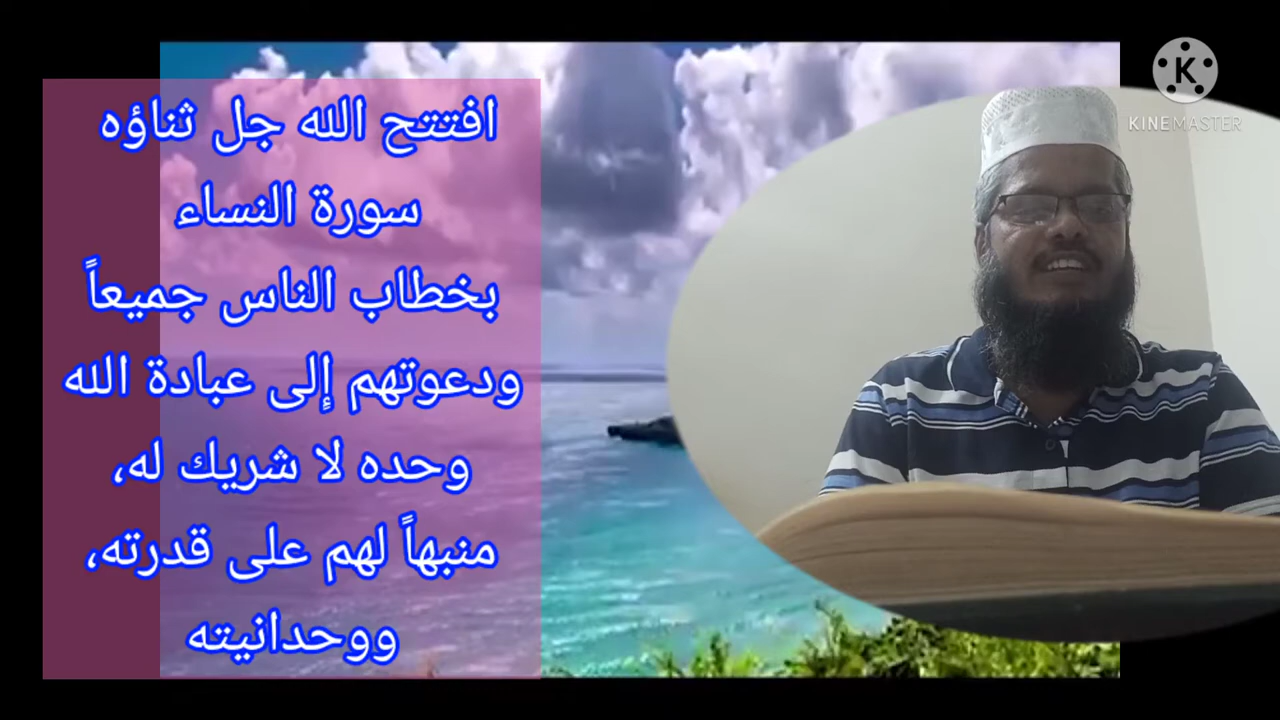 افتتح الله جل ثناؤه
سورة النساء
بخطاب الناس جميعاً
ودعوتهم إِلى عبادة الله
وحده لا شريك له،
منبهاً لهم على قدرته،
ووحدانيته
K
KINEMASTER